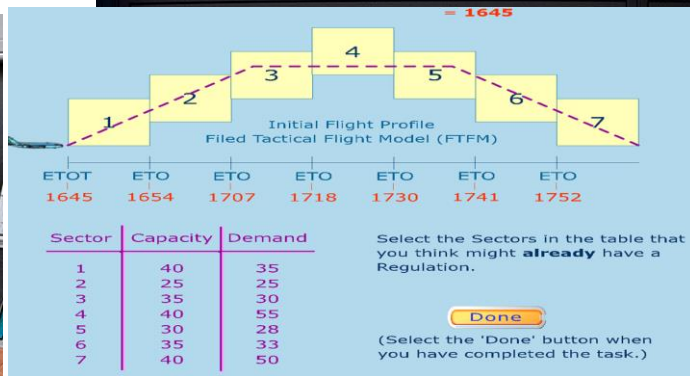 = 1645
4
3 5
2 6
1 7
Initial Flight Profile
Filed Tactical Flight Model (FTFM)
ETOT ETO ETO ETO ETO ETO ETO
1645 1654 1707 1718 1730 1741 1752
Sector Capacity Demand
1 40 35
2 25 25
3 35 30
4 40 55
5 30 28
6 35 33
7 40 50
Select the Sectors in the table that
you think might already have a
Regulation.
Done
(Select the 'Done' button when
you have completed the task.)